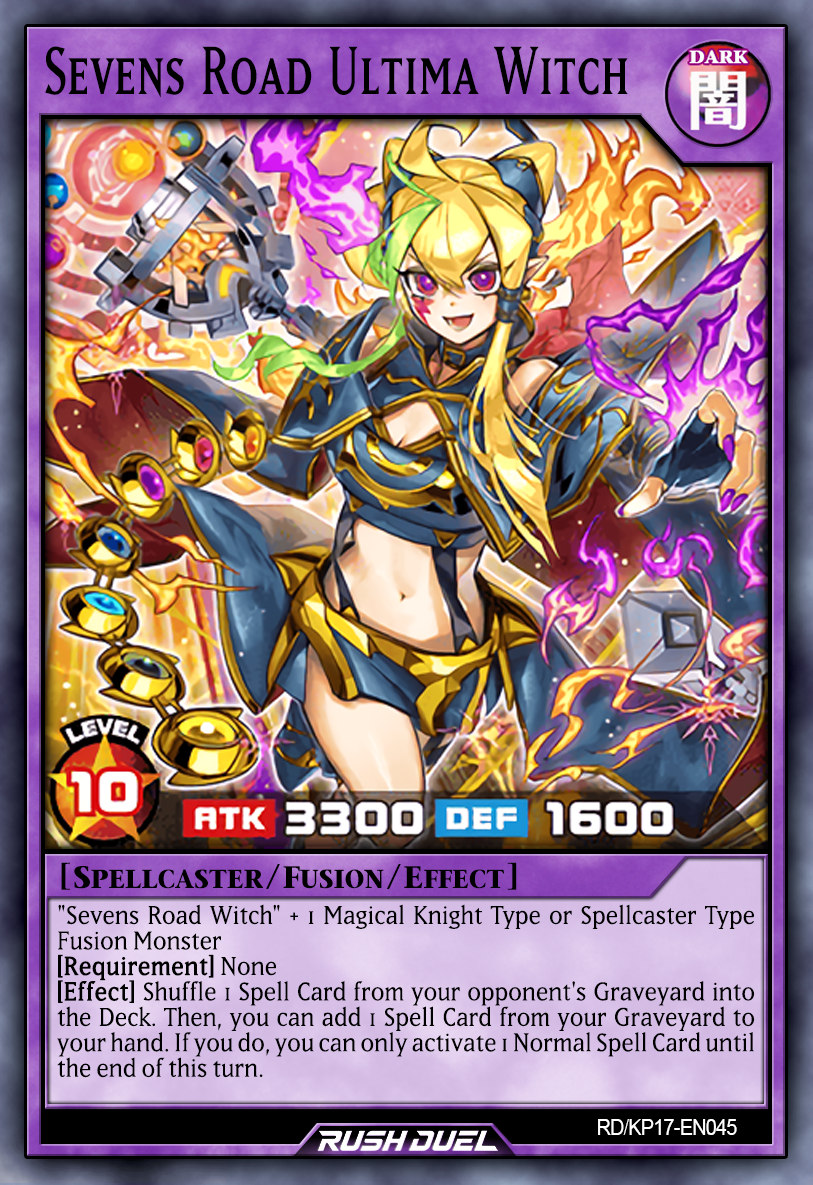 Sevens Road Ultima Witch
DARK
闇
LEVEL
10
ATK 3300 DEF 1600
[Spellcaster/Fusion/Effect]
"Sevens Road Witch" + 1 Magical Knight Type or Spellcaster Type
Fusion Monster
[Requirement] None
[Effect] Shuffle 1 Spell Card from your opponent's Graveyard into
the Deck. Then, you can add 1 Spell Card from your Graveyard to
your hand. If you do, you can only activate 1 Normal Spell Card until
the end of this turn.
RD/KP17-EN045
RUSH DUEL